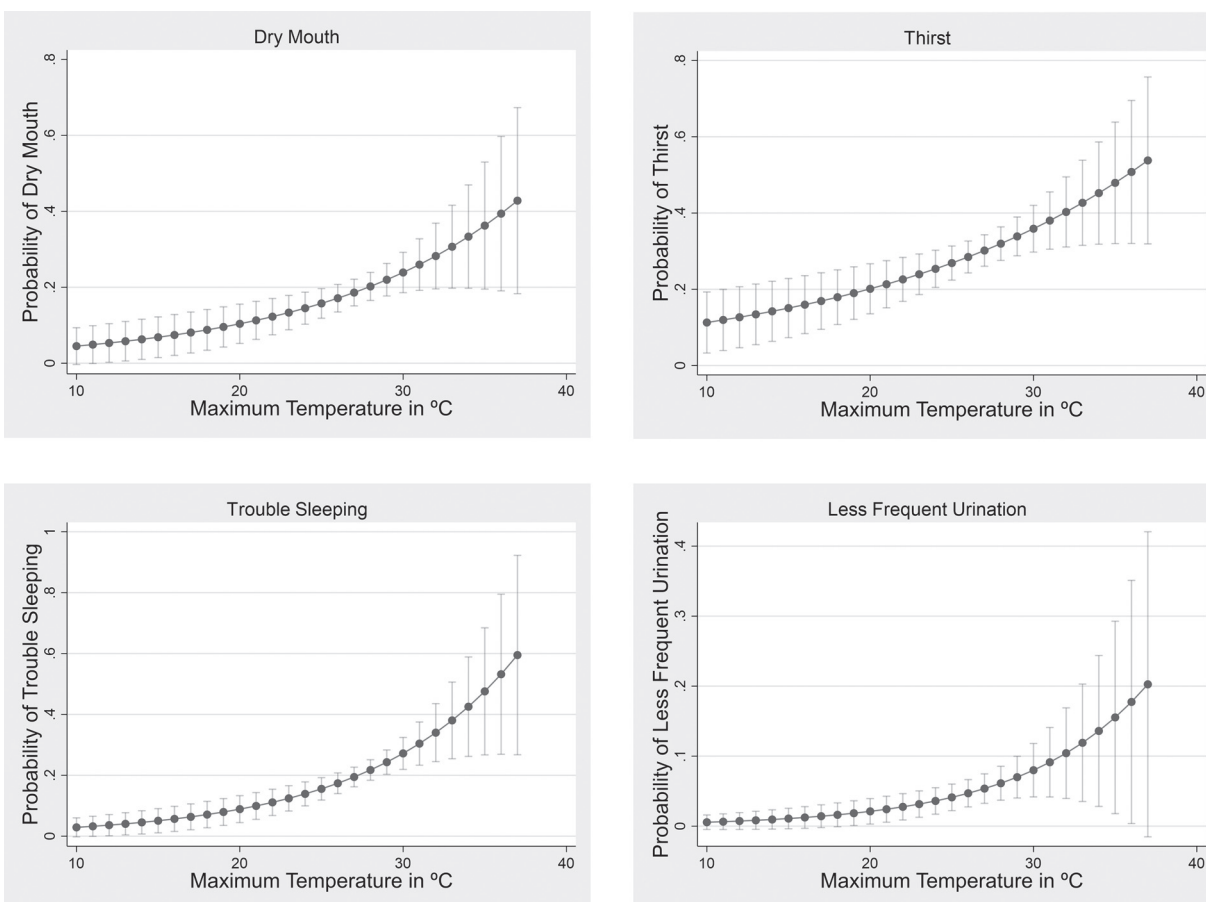 Dry Mouth
Probability of Dry Mouth
.8
.6
.4
.2
0
10 20 30 40
Maximum Temperature in ºC
Thirst
Probability of Thirst
.8
.6
.4
.2
0
10 20 30 40
Maximum Temperature in ºC
Trouble Sleeping
Probability of Trouble Sleeping
1
.8
.6
.4
.2
0
10 20 30 40
Maximum Temperature in ºC
Less Frequent Urination
Probability of Less Frequent Urination
.4
.3
.2
.1
0
10 20 30 40
Maximum Temperature in ºC